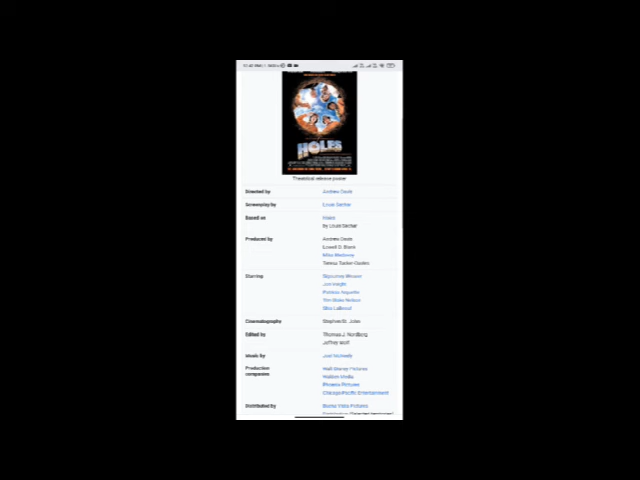 HOLES
Theatrical release poster
Directed by Andrew Davis
Screenplay by Louis Sachar
Based on Holes
by Louis Sachar
Produced by Andrew Davis
Lowell D. Blank
Mike Medavoy
Teresa Tucker-Davies
Starring Sigourney Weaver
Jon Voight
Patricia Arquette
Tim Blake Nelson
Shia LaBeouf
Cinematography Stephen St. John
Edited by Thomas J. Nordberg
Jeffrey Wolf
Music by Joel McNeely
Production Walt Disney Pictures
companies Walden Media
Phoenix Pictures
Chicago Pacific Entertainment
Distributed by Buena Vista Pictures